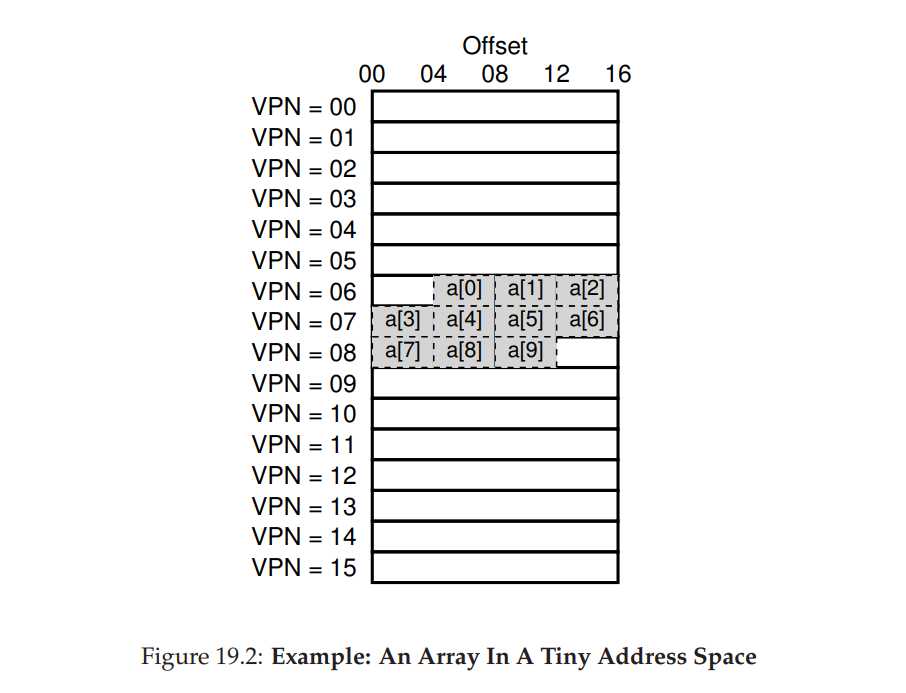 Offset
00 04 08 12 16
VPN = 00
VPN = 01
VPN = 02
VPN = 03
VPN = 04
VPN = 05
VPN = 06 a[0] a[1] a[2]
VPN = 07 a[3] a[4] a[5] a[6]
VPN = 08 a[7] a[8] a[9]
VPN = 09
VPN = 10
VPN = 11
VPN = 12
VPN = 13
VPN = 14
VPN = 15
Figure 19.2: Example: An Array In A Tiny Address Space